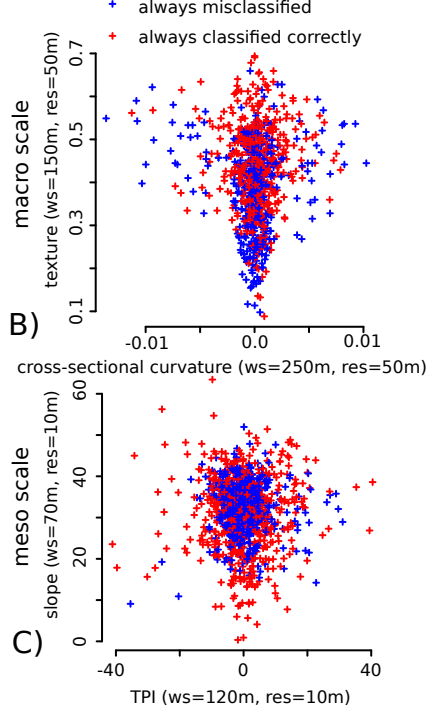 always misclassified
always classified correctly
macro scale
texture (ws=150m, res=50m)
0.7
0.5
0.3
0.1
B)
-0.01
0.0
0.01
cross-sectional curvature (ws=250m, res=50m)
meso scale
slope (ws=70m, res=10m)
60
40
20
0
C)
-40
0
40
TPI (ws=120m, res=10m)